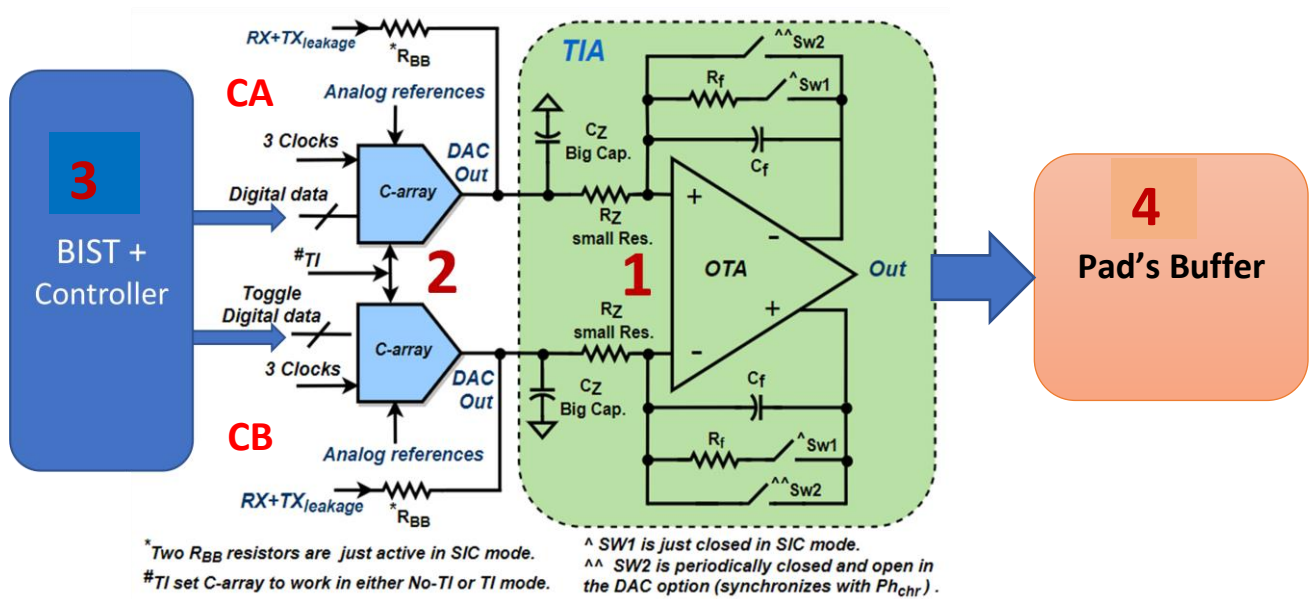 RX+TXleakage
*RBB
CA
Analog references
3 Clocks
DAC
Out
C-array
Digital data
#TI
2
Toggle
Digital data
C-array
3 Clocks
DAC
Out
CB
Analog references
RX+TXleakage
*RBB
3
BIST +
Controller
TIA
^^Sw2
Rf
^Sw1
CZ
Big Cap.
Cf
RZ
small Res.
+
-
1
OTA
Out
RZ
small Res.
+
-
CZ
Big Cap.
Cf
Rf
^Sw1
^^Sw2
4
Pad's Buffer
*Two RBB resistors are just active in SIC mode.
#TI set C-array to work in either No-TI or TI mode.
^ SW1 is just closed in SIC mode.
^^ SW2 is periodically closed and open in
the DAC option (synchronizes with Phchr) .